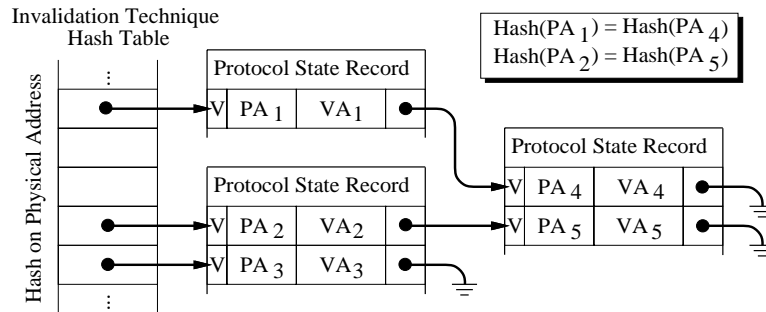 Invalidation Technique
Hash Table
Hash on Physical Address
...
...
Protocol State Record
V PA 1 VA 1
Protocol State Record
V PA 2 VA 2
V PA 3 VA 3
Hash(PA 1) = Hash(PA 4)
Hash(PA 2) = Hash(PA 5)
Protocol State Record
V PA 4 VA 4
V PA 5 VA 5